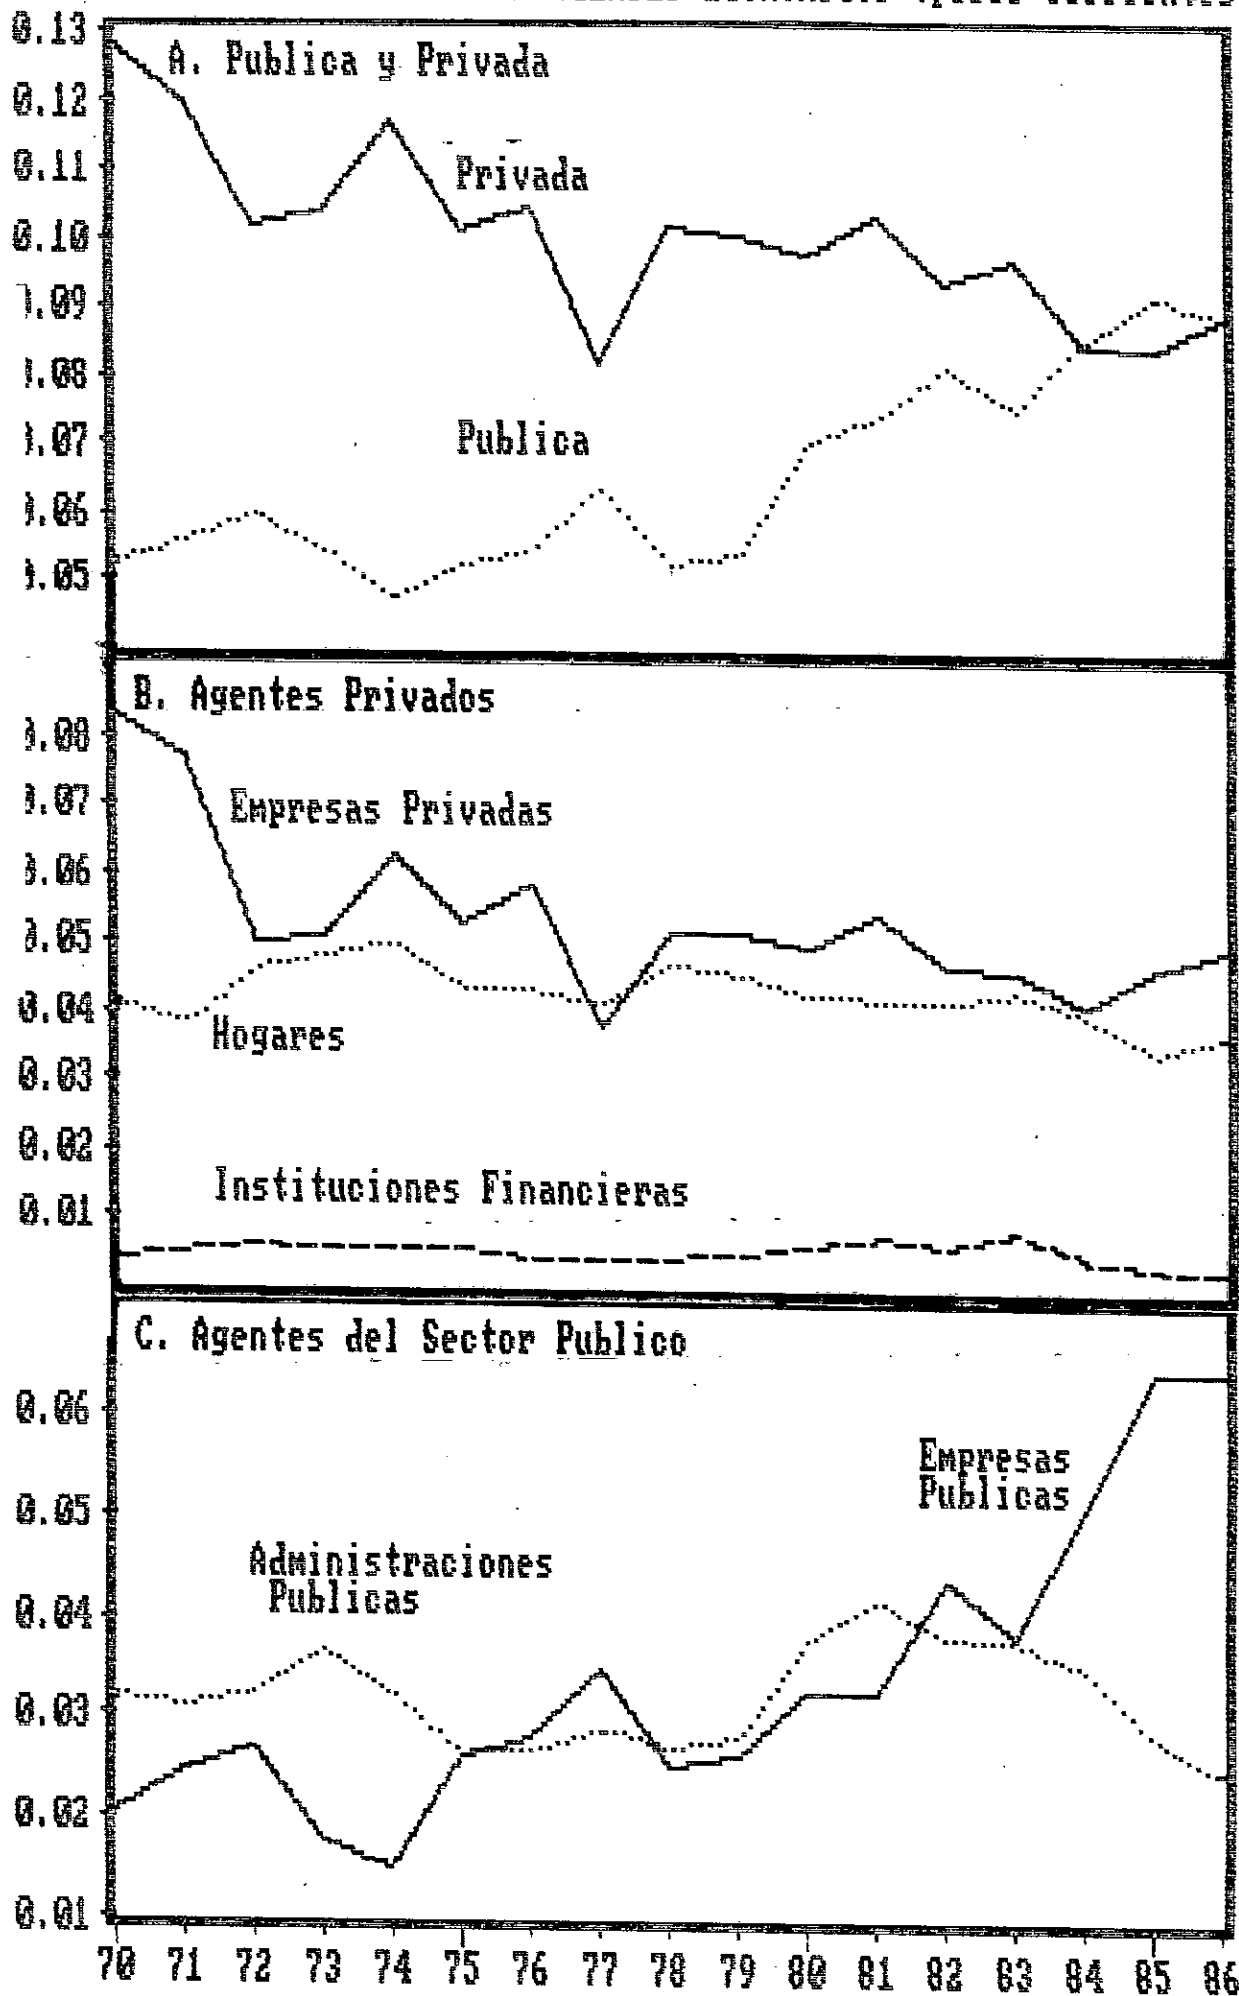 0.13
A. Publica y Privada
0.12
0.11
Privada
0.10
.09
.08
.07
Publica
.06
.05
B. Agentes Privados
.08
.07
Empresas Privadas
.06
.05
0.04
Hogares
0.03
0.02
Instituciones Financieras
0.01
C. Agentes del Sector Publico
0.06
Empresas
Publicas
0.05
Administraciones
Publicas
0.04
0.03
0.02
0.01
70 71 72 73 74 75 76 77 78 79 80 81 82 83 84 85 86